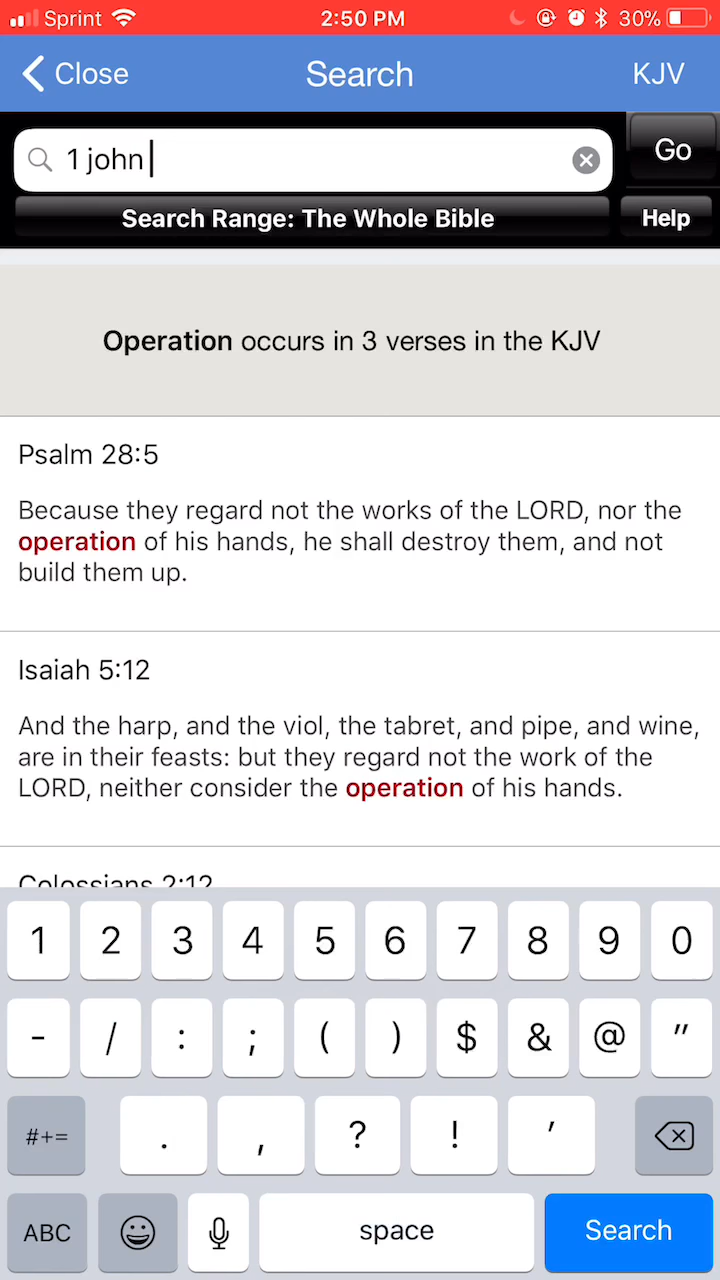 Sprint 2:50 PM 30%
Close Search KJV
1 john Go
Search Range: The Whole Bible Help
Operation occurs in 3 verses in the KJV
Psalm 28:5
Because they regard not the works of the LORD, nor the
operation of his hands, he shall destroy them, and not
build them up.
Isaiah 5:12
And the harp, and the viol, the tabret, and pipe, and wine,
are in their feasts: but they regard not the work of the
LORD, neither consider the operation of his hands.
Colossians 2:12
1 2 3 4 5 6 7 8 9 0
- / : ; ( ) $ & @ "
#+= . , ? ! '
ABC space Search